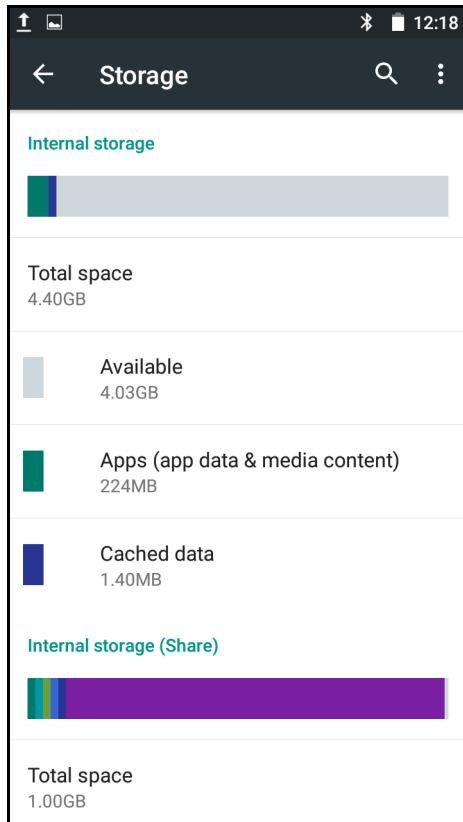 12:18
Storage
Internal storage
Total space
4.40GB
Available
4.03GB
Apps (app data & media content)
224MB
Cached data
1.40MB
Internal storage (Share)
Total space
1.00GB